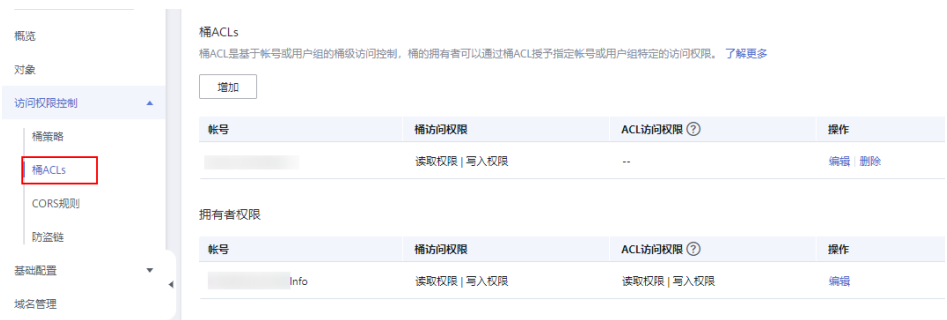 概览
对象
访问权限控制
桶策略
桶ACLs
CORS规则
防盗链
基础配置
域名管理
桶ACLs
桶ACL是基于帐号或用户组的桶级访问控制，桶的拥有者可以通过桶ACL授予指定帐号或用户组特定的访问权限。 了解更多
增加
帐号 桶访问权限 ACL访问权限 ? 操作
读取权限 | 写入权限 -- 编辑 | 删除
拥有者权限
帐号 桶访问权限 ACL访问权限 ? 操作
Info 读取权限 | 写入权限 读取权限 | 写入权限 编辑